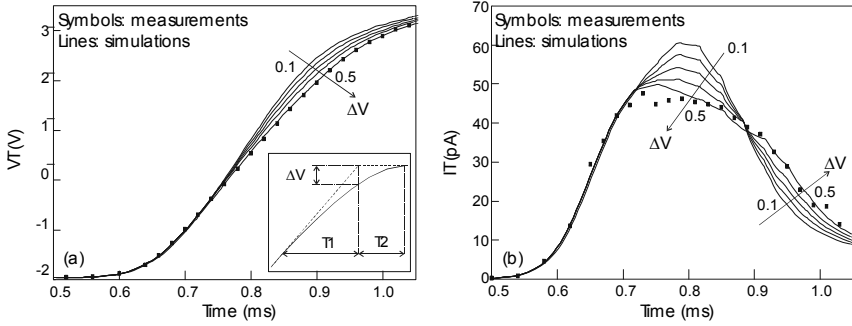 Symbols: measurements
Lines: simulations
3
2
1
0
-1
-2
VT(V)
0.1
0.5
ΔV
ΔV
T1
T2
(a)
0.5
0.6
0.7
0.8
0.9
1.0
Time (ms)
Symbols: measurements
Lines: simulations
70
60
50
40
30
20
10
0
IT(pA)
0.1
0.5
ΔV
ΔV
0.5
0.1
(b)
0.5
0.6
0.7
0.8
0.9
1.0
Time (ms)